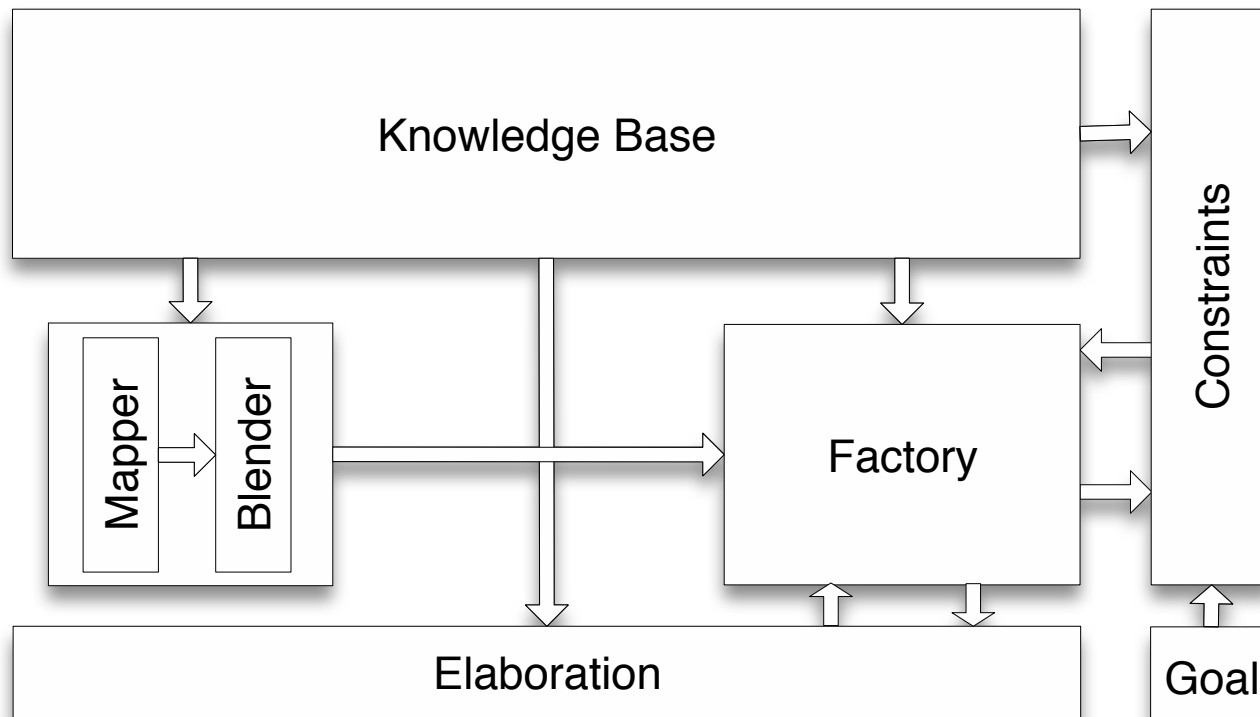 Knowledge Base
Constraints
Mapper
Blender
Factory
Elaboration
Goal